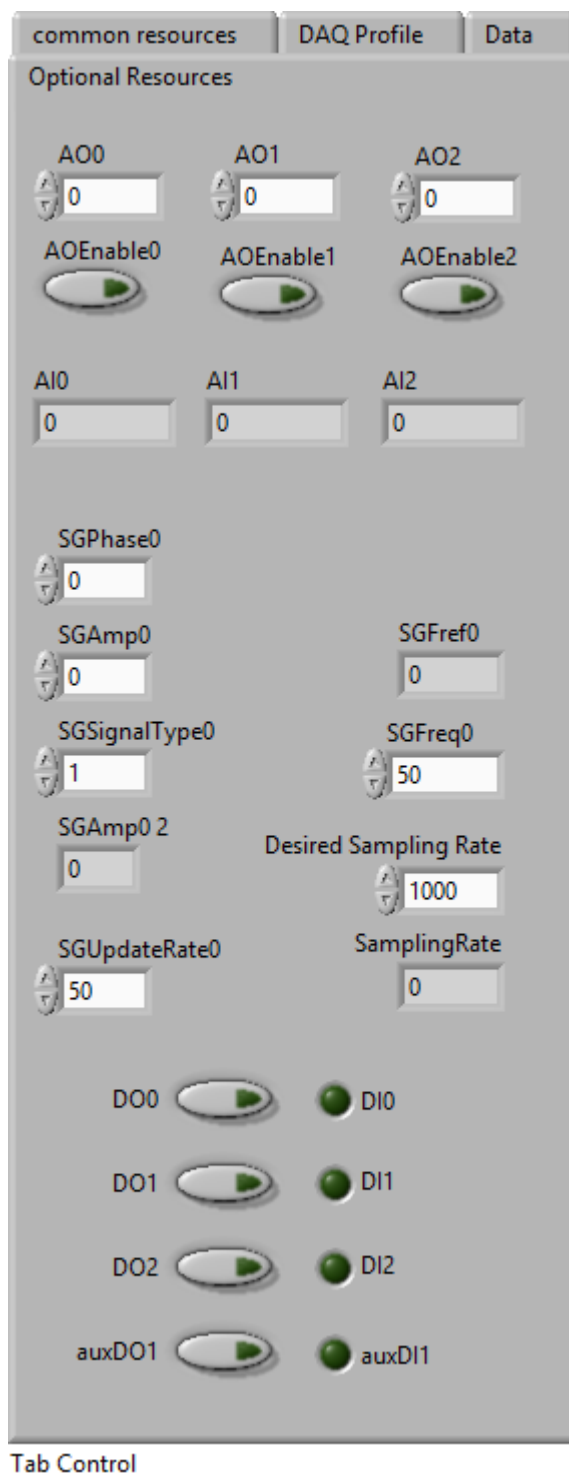 common resources DAQ Profile Data
Optional Resources
AO0 AO1 AO2
0 0 0
AOEnable0 AOEnable1 AOEnable2
AI0 AI1 AI2
0 0 0
SGPhase0
0
SGAmp0 SGFref0
0 0
SGSignalType0 SGFreq0
1 50
SGAmp0 2 Desired Sampling Rate
0 1000
SGUpdateRate0 SamplingRate
50 0
DO0 DI0
DO1 DI1
DO2 DI2
auxDO1 auxDI1
Tab Control